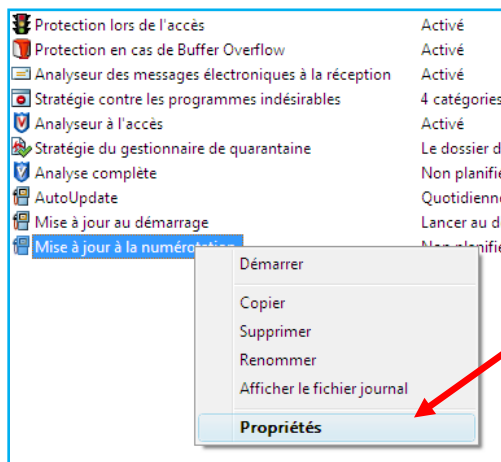 Protection lors de l'accès Activé
Protection en cas de Buffer Overflow Activé
Analyseur des messages électroniques à la réception Activé
Stratégie contre les programmes indésirables 4 catégories
Analyseur à l'accès Activé
Stratégie du gestionnaire de quarantaine Le dossier d
Analyse complète Non planifié
AutoUpdate Quotidienn
Mise à jour au démarrage Lancer au d
Mise à jour à la numérotation Non planifié
Démarrer
Copier
Supprimer
Renommer
Afficher le fichier journal
Propriétés